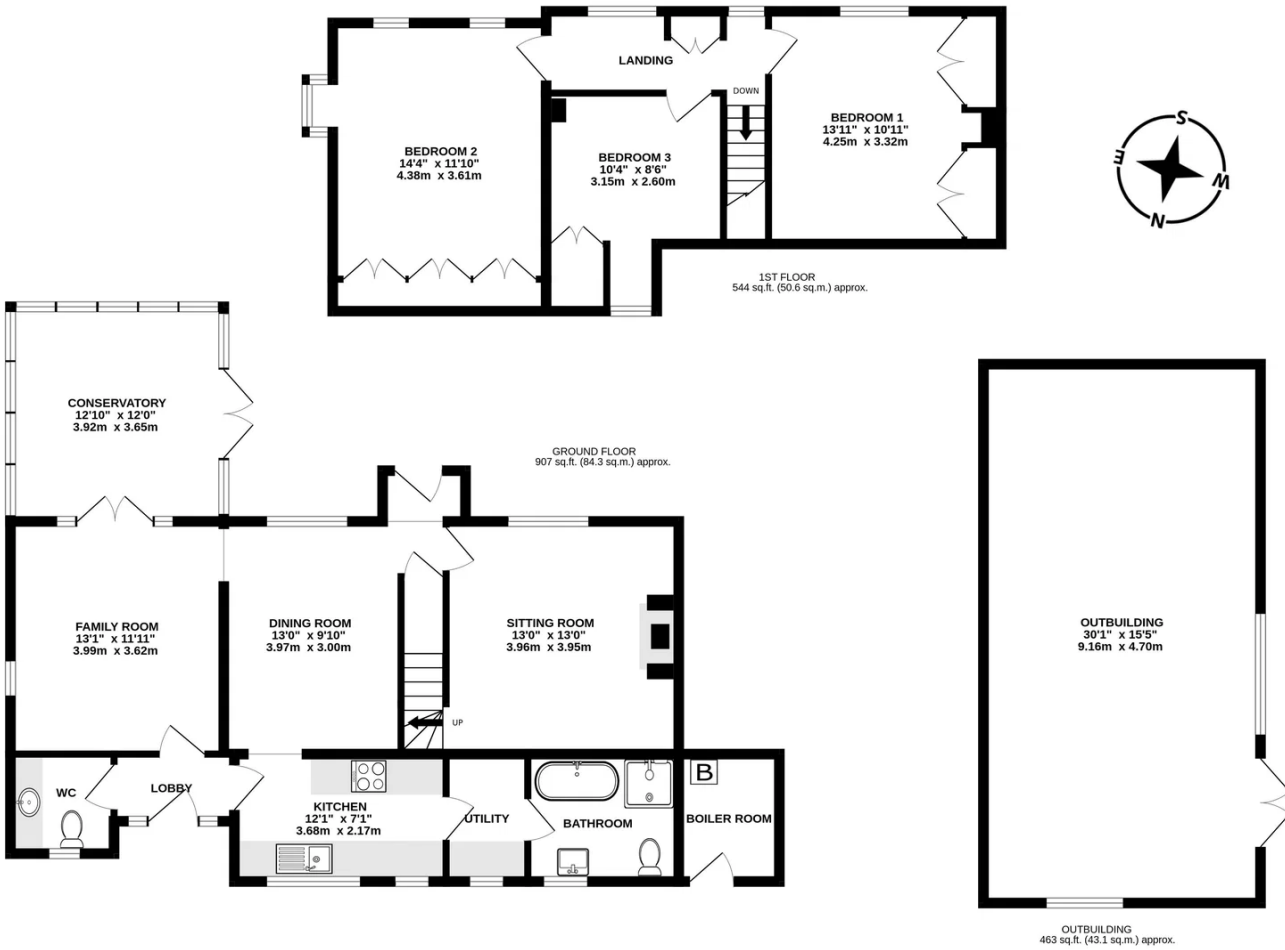 LANDING
DOWN
BEDROOM 1
13'11" x 10'11"
4.25m x 3.32m
BEDROOM 2
14'4" x 11'10"
4.38m x 3.61m
BEDROOM 3
10'4" x 8'6"
3.15m x 2.60m
S
E
W
N
1ST FLOOR
544 sq.ft. (50.6 sq.m.) approx.
CONSERVATORY
12'10" x 12'0"
3.92m x 3.65m
GROUND FLOOR
907 sq.ft. (84.3 sq.m.) approx.
FAMILY ROOM
13'1" x 11'11"
3.99m x 3.62m
DINING ROOM
13'0" x 9'10"
3.97m x 3.00m
SITTING ROOM
13'0" x 13'0"
3.96m x 3.95m
UP
OUTBUILDING
30'1" x 15'5"
9.16m x 4.70m
WC
LOBBY
KITCHEN
12'1" x 7'1"
3.68m x 2.17m
UTILITY
BATHROOM
B
BOILER ROOM
OUTBUILDING
463 sq.ft. (43.1 sq.m.) approx.